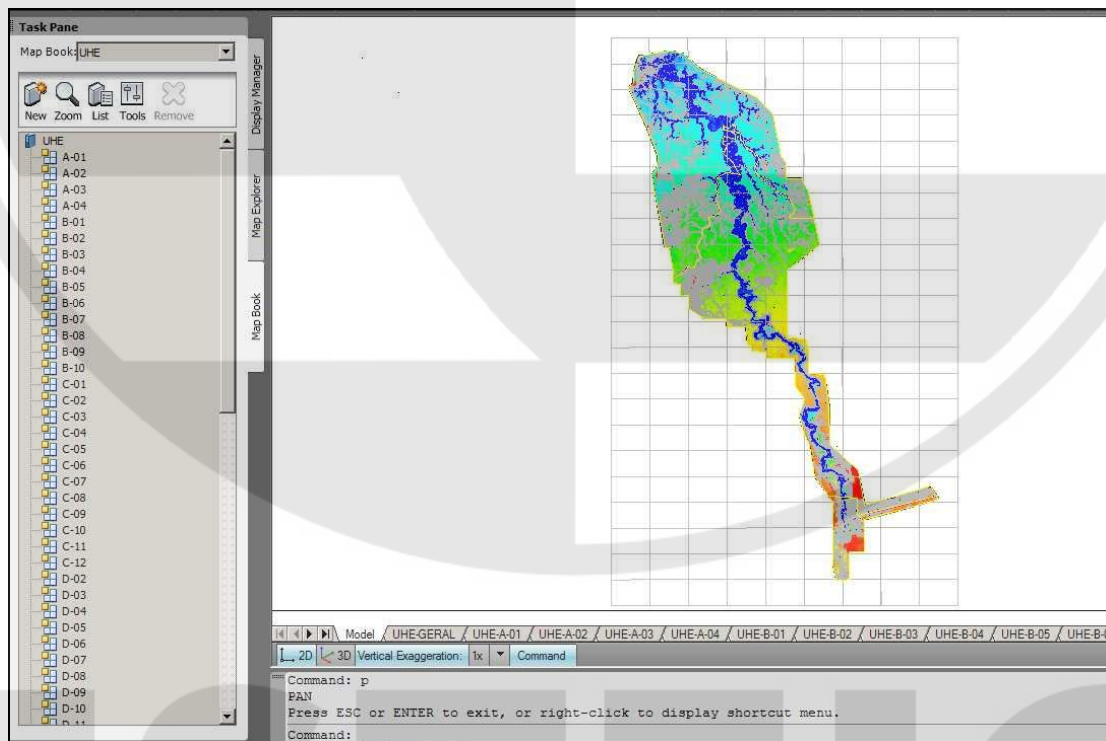 Task Pane
Map Book: UHE
New Zoom List Tools Remove
UHE
A-01
A-02
A-03
A-04
B-01
B-02
B-03
B-04
B-05
B-06
B-07
B-08
B-09
B-10
C-01
C-02
C-03
C-04
C-05
C-06
C-07
C-08
C-09
C-10
C-11
C-12
D-02
D-03
D-04
D-05
D-06
D-07
D-08
D-09
D-10
D-11
Display Manager
Map Explorer
Map Book
Model UHE-GERAL UHE-A-01 UHE-A-02 UHE-A-03 UHE-A-04 UHE-B-01 UHE-B-02 UHE-B-03 UHE-B-04 UHE-B-05
2D 3D Vertical Exaggeration: 1x Command
Command: p
PAN
Press ESC or ENTER to exit, or right-click to display shortcut menu.
Command: